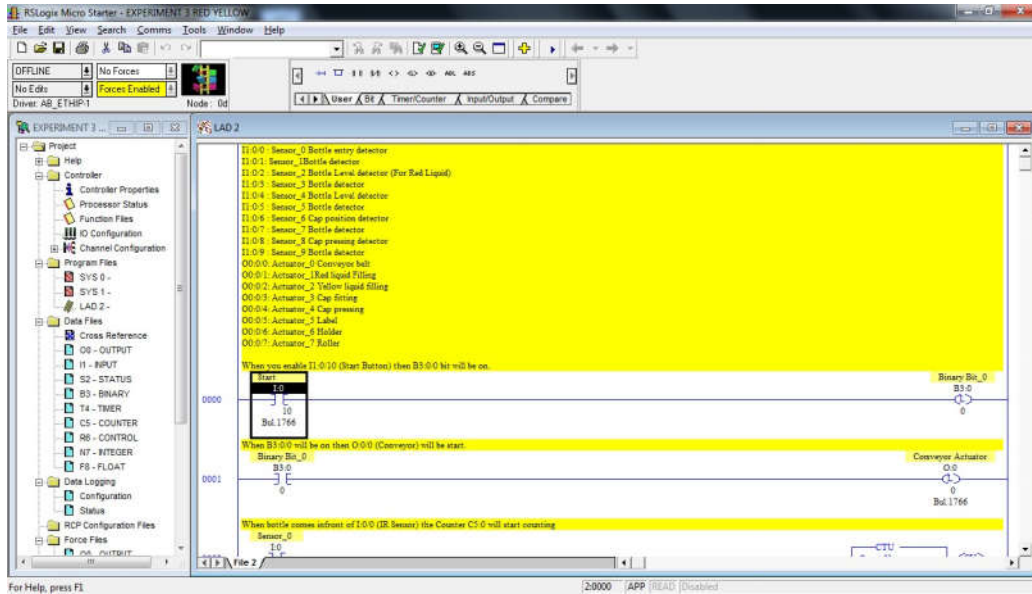 RSLogix Micro Starter - EXPERIMENT 3 RED YELLOW
File Edit View Search Comms Tools Window Help
OFFLINE No Forces
No Edits Forces Enabled
Driver: AB_ETHIP-1 Node: 0d
User Bit Timer/Counter Input/Output Compare
EXPERIMENT 3 ...
Project
Help
Controller
Controller Properties
Processor Status
Function Files
IO Configuration
Channel Configuration
Program Files
SYS 0 -
SYS 1 -
LAD 2 -
Data Files
Cross Reference
O0 - OUTPUT
I1 - INPUT
S2 - STATUS
B3 - BINARY
T4 - TIMER
C5 - COUNTER
R6 - CONTROL
N7 - INTEGER
F8 - FLOAT
Data Logging
Configuration
Status
RCP Configuration Files
Force Files
O0 - OUTPUT
LAD 2
I1:0/0 : Sensor_0 Bottle entry detector
I1:0/1: Sensor_1Bottle detector
I1:0/2 : Sensor_2 Bottle Level detector (For Red Liquid)
I1:0/3 : Sensor_3 Bottle detector
I1:0/4 : Sensor_4 Bottle Level detector
I1:0/5 : Sensor_5 Bottle detector
I1:0/6 : Sensor_6 Cap position detector
I1:0/7 : Sensor_7 Bottle detector
I1:0/8 : Sensor_8 Cap pressing detector
I1:0/9 : Sensor_9 Bottle detector
O0:0/0: Actuator_0 Conveyor belt
O0:0/1: Actuator_1Red liquid Filling
O0:0/2: Actuator_2 Yellow liquid filling
O0:0/3: Actuator_3 Cap fitting
O0:0/4: Actuator_4 Cap pressing
O0:0/5: Actuator_5 Label
O0:0/6: Actuator_6 Holder
O0:0/7: Actuator_7 Roller
When you enable I1:0/10 (Start Button) then B3:0/0 bit will be on.
Start Binary Bit_0
I:0 B3:0
0000 L
10 0
Bul.1766
When B3:0/0 will be on then O:0/0 (Conveyor) will be start.
Binary Bit_0 Conveyor Actuator
B3:0 O:0
0001 L
0 0
Bul.1766
When bottle comes infront of I:0/0 (IR Sensor) the Counter C5:0 will start counting
Sensor_0
I:0 CTU
File 2
For Help, press F1 2:0000 APP READ Disabled